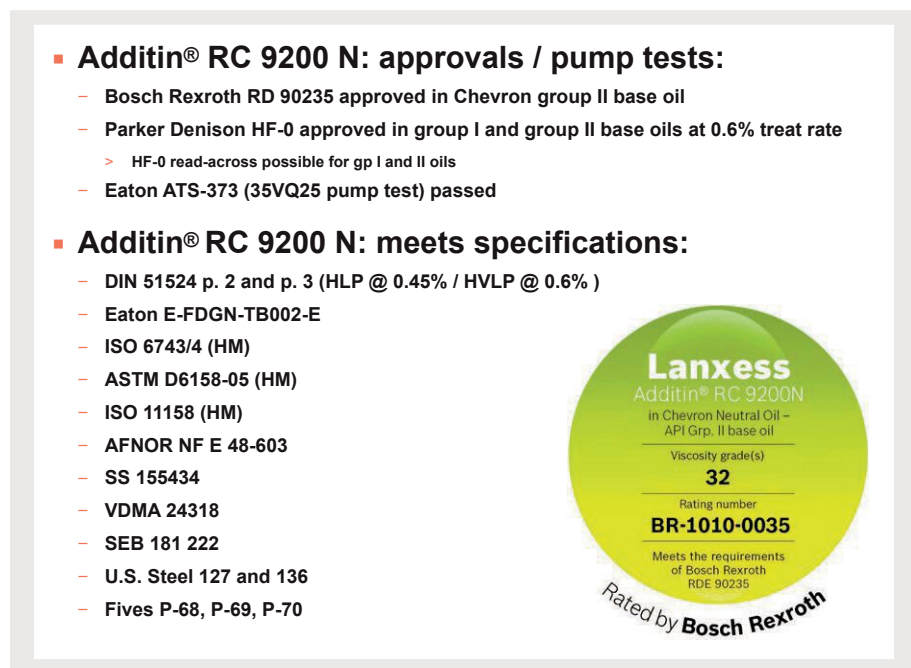 Additin® RC 9200 N: approvals / pump tests:
– Bosch Rexroth RD 90235 approved in Chevron group II base oil
– Parker Denison HF-0 approved in group I and group II base oils at 0.6% treat rate
> HF-0 read-across possible for gp I and II oils
– Eaton ATS-373 (35VQ25 pump test) passed
Additin® RC 9200 N: meets specifications:
– DIN 51524 p. 2 and p. 3 (HLP @ 0.45% / HVLP @ 0.6% )
– Eaton E-FDGN-TB002-E
– ISO 6743/4 (HM)
– ASTM D6158-05 (HM)
– ISO 11158 (HM)
– AFNOR NF E 48-603
– SS 155434
– VDMA 24318
– SEB 181 222
– U.S. Steel 127 and 136
– Fives P-68, P-69, P-70
Lanxess
Additin® RC 9200N
in Chevron Neutral Oil –
API Grp. II base oil
Viscosity grade(s)
32
Rating number
BR-1010-0035
Meets the requirements
of Bosch Rexroth
RDE 90235
Rated by Bosch Rexroth